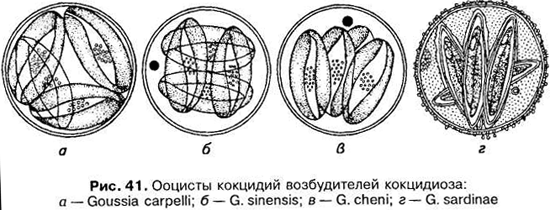 а б в г
Рис. 41. Ооцисты кокцидий возбудителей кокцидиоза:
а — Goussia carpelli; б — G. sinensis; в — G. cheni; г — G. sardinae